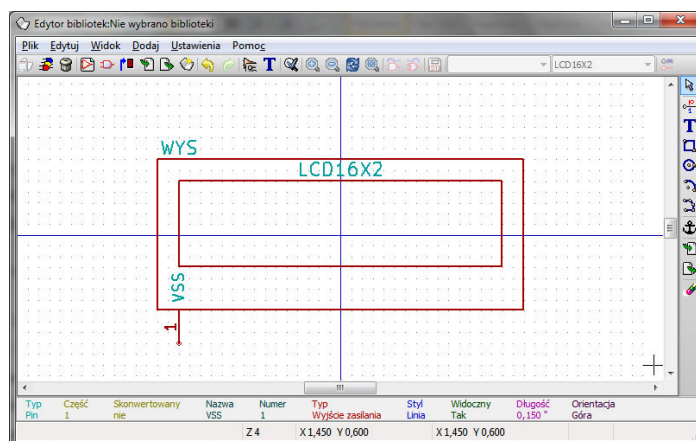 Edytor bibliotek:Nie wybrano biblioteki
Plik Edytuj Widok Dodaj Ustawienia Pomoc
LCD16X2
WYS
LCD16X2
VSS
1
Typ Część Skonwertowany Nazwa Numer Typ Styl Widoczny Długość Orientacja
Pin 1 nie VSS 1 Wyjście zasilania Linia Tak 0,150 " Góra
Z 4 X 1,450 Y 0,600 X 1,450 Y 0,600